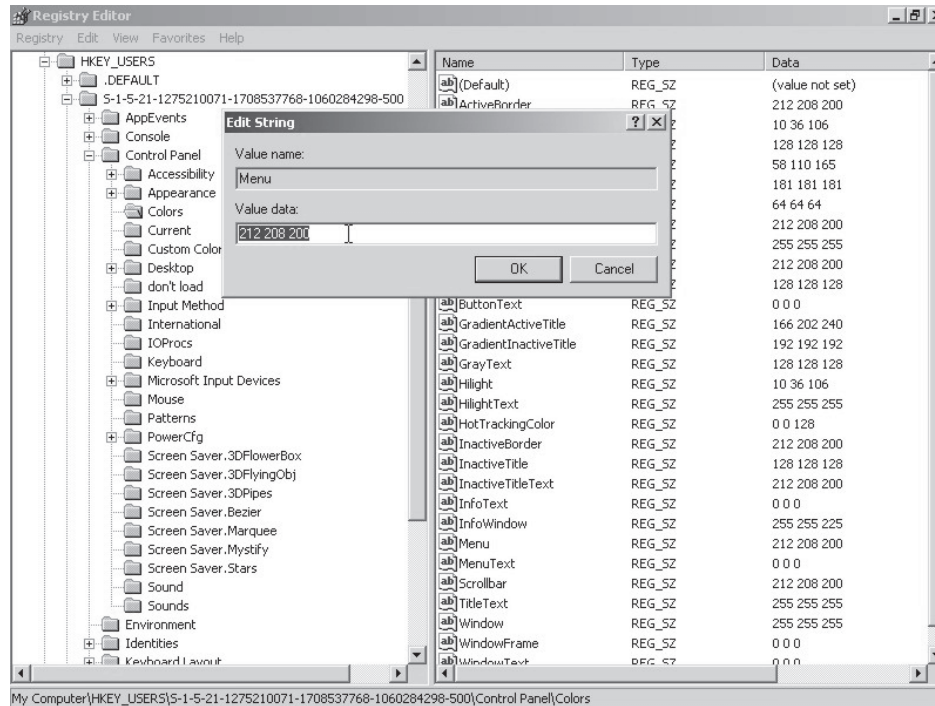 Registry Editor
Registry Edit View Favorites Help
HKEY_USERS
.DEFAULT
S-1-5-21-1275210071-1708537768-1060284298-500
AppEvents
Console
Control Panel
Accessibility
Appearance
Colors
Current
Custom Color
Desktop
don't load
Input Method
International
IOProcs
Keyboard
Microsoft Input Devices
Mouse
Patterns
PowerCfg
Screen Saver.3DFlowerBox
Screen Saver.3DFlyingObj
Screen Saver.3DPipes
Screen Saver.Bezier
Screen Saver.Marquee
Screen Saver.Mystify
Screen Saver.Stars
Sound
Sounds
Environment
Identities
Keyboard Layout
Edit String
Value name:
Menu
Value data:
212 208 200
OK Cancel
Name Type Data
(Default) REG_SZ (value not set)
ActiveBorder REG_SZ 212 208 200
10 36 106
128 128 128
58 110 165
181 181 181
64 64 64
212 208 200
255 255 255
212 208 200
128 128 128
ButtonText REG_SZ 0 0 0
GradientActiveTitle REG_SZ 166 202 240
GradientInactiveTitle REG_SZ 192 192 192
GrayText REG_SZ 128 128 128
Hilight REG_SZ 10 36 106
HilightText REG_SZ 255 255 255
HotTrackingColor REG_SZ 0 0 128
InactiveBorder REG_SZ 212 208 200
InactiveTitle REG_SZ 128 128 128
InactiveTitleText REG_SZ 212 208 200
InfoText REG_SZ 0 0 0
InfoWindow REG_SZ 255 255 225
Menu REG_SZ 212 208 200
MenuText REG_SZ 0 0 0
Scrollbar REG_SZ 212 208 200
TitleText REG_SZ 255 255 255
Window REG_SZ 255 255 255
WindowFrame REG_SZ 0 0 0
WindowText REG_SZ 0 0 0
My Computer\HKEY_USERS\S-1-5-21-1275210071-1708537768-1060284298-500\Control Panel\Colors